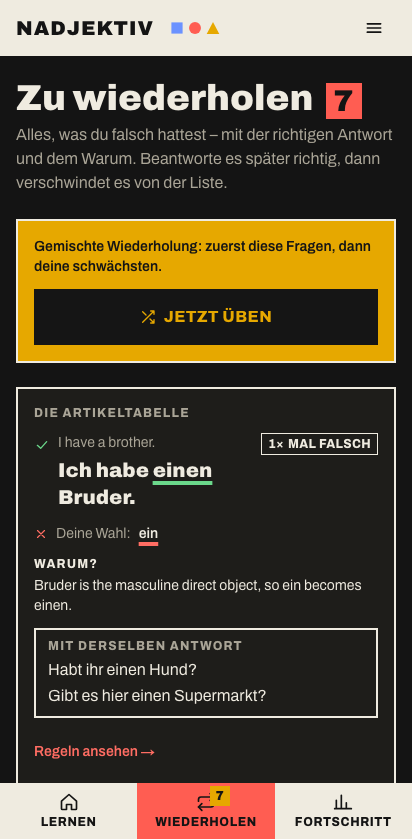 NADJEKTIV
Zu wiederholen 7
Alles, was du falsch hattest – mit der richtigen Antwort
und dem Warum. Beantworte es später richtig, dann
verschwindet es von der Liste.
Gemischte Wiederholung: zuerst diese Fragen, dann
deine schwächsten.
JETZT ÜBEN
DIE ARTIKELTABELLE
I have a brother.
1× MAL FALSCH
Ich habe einen
Bruder.
Deine Wahl: ein
WARUM?
Bruder is the masculine direct object, so ein becomes
einen.
MIT DERSELBEN ANTWORT
Habt ihr einen Hund?
Gibt es hier einen Supermarkt?
Regeln ansehen →
7
LERNEN
WIEDERHOLEN
FORTSCHRITT